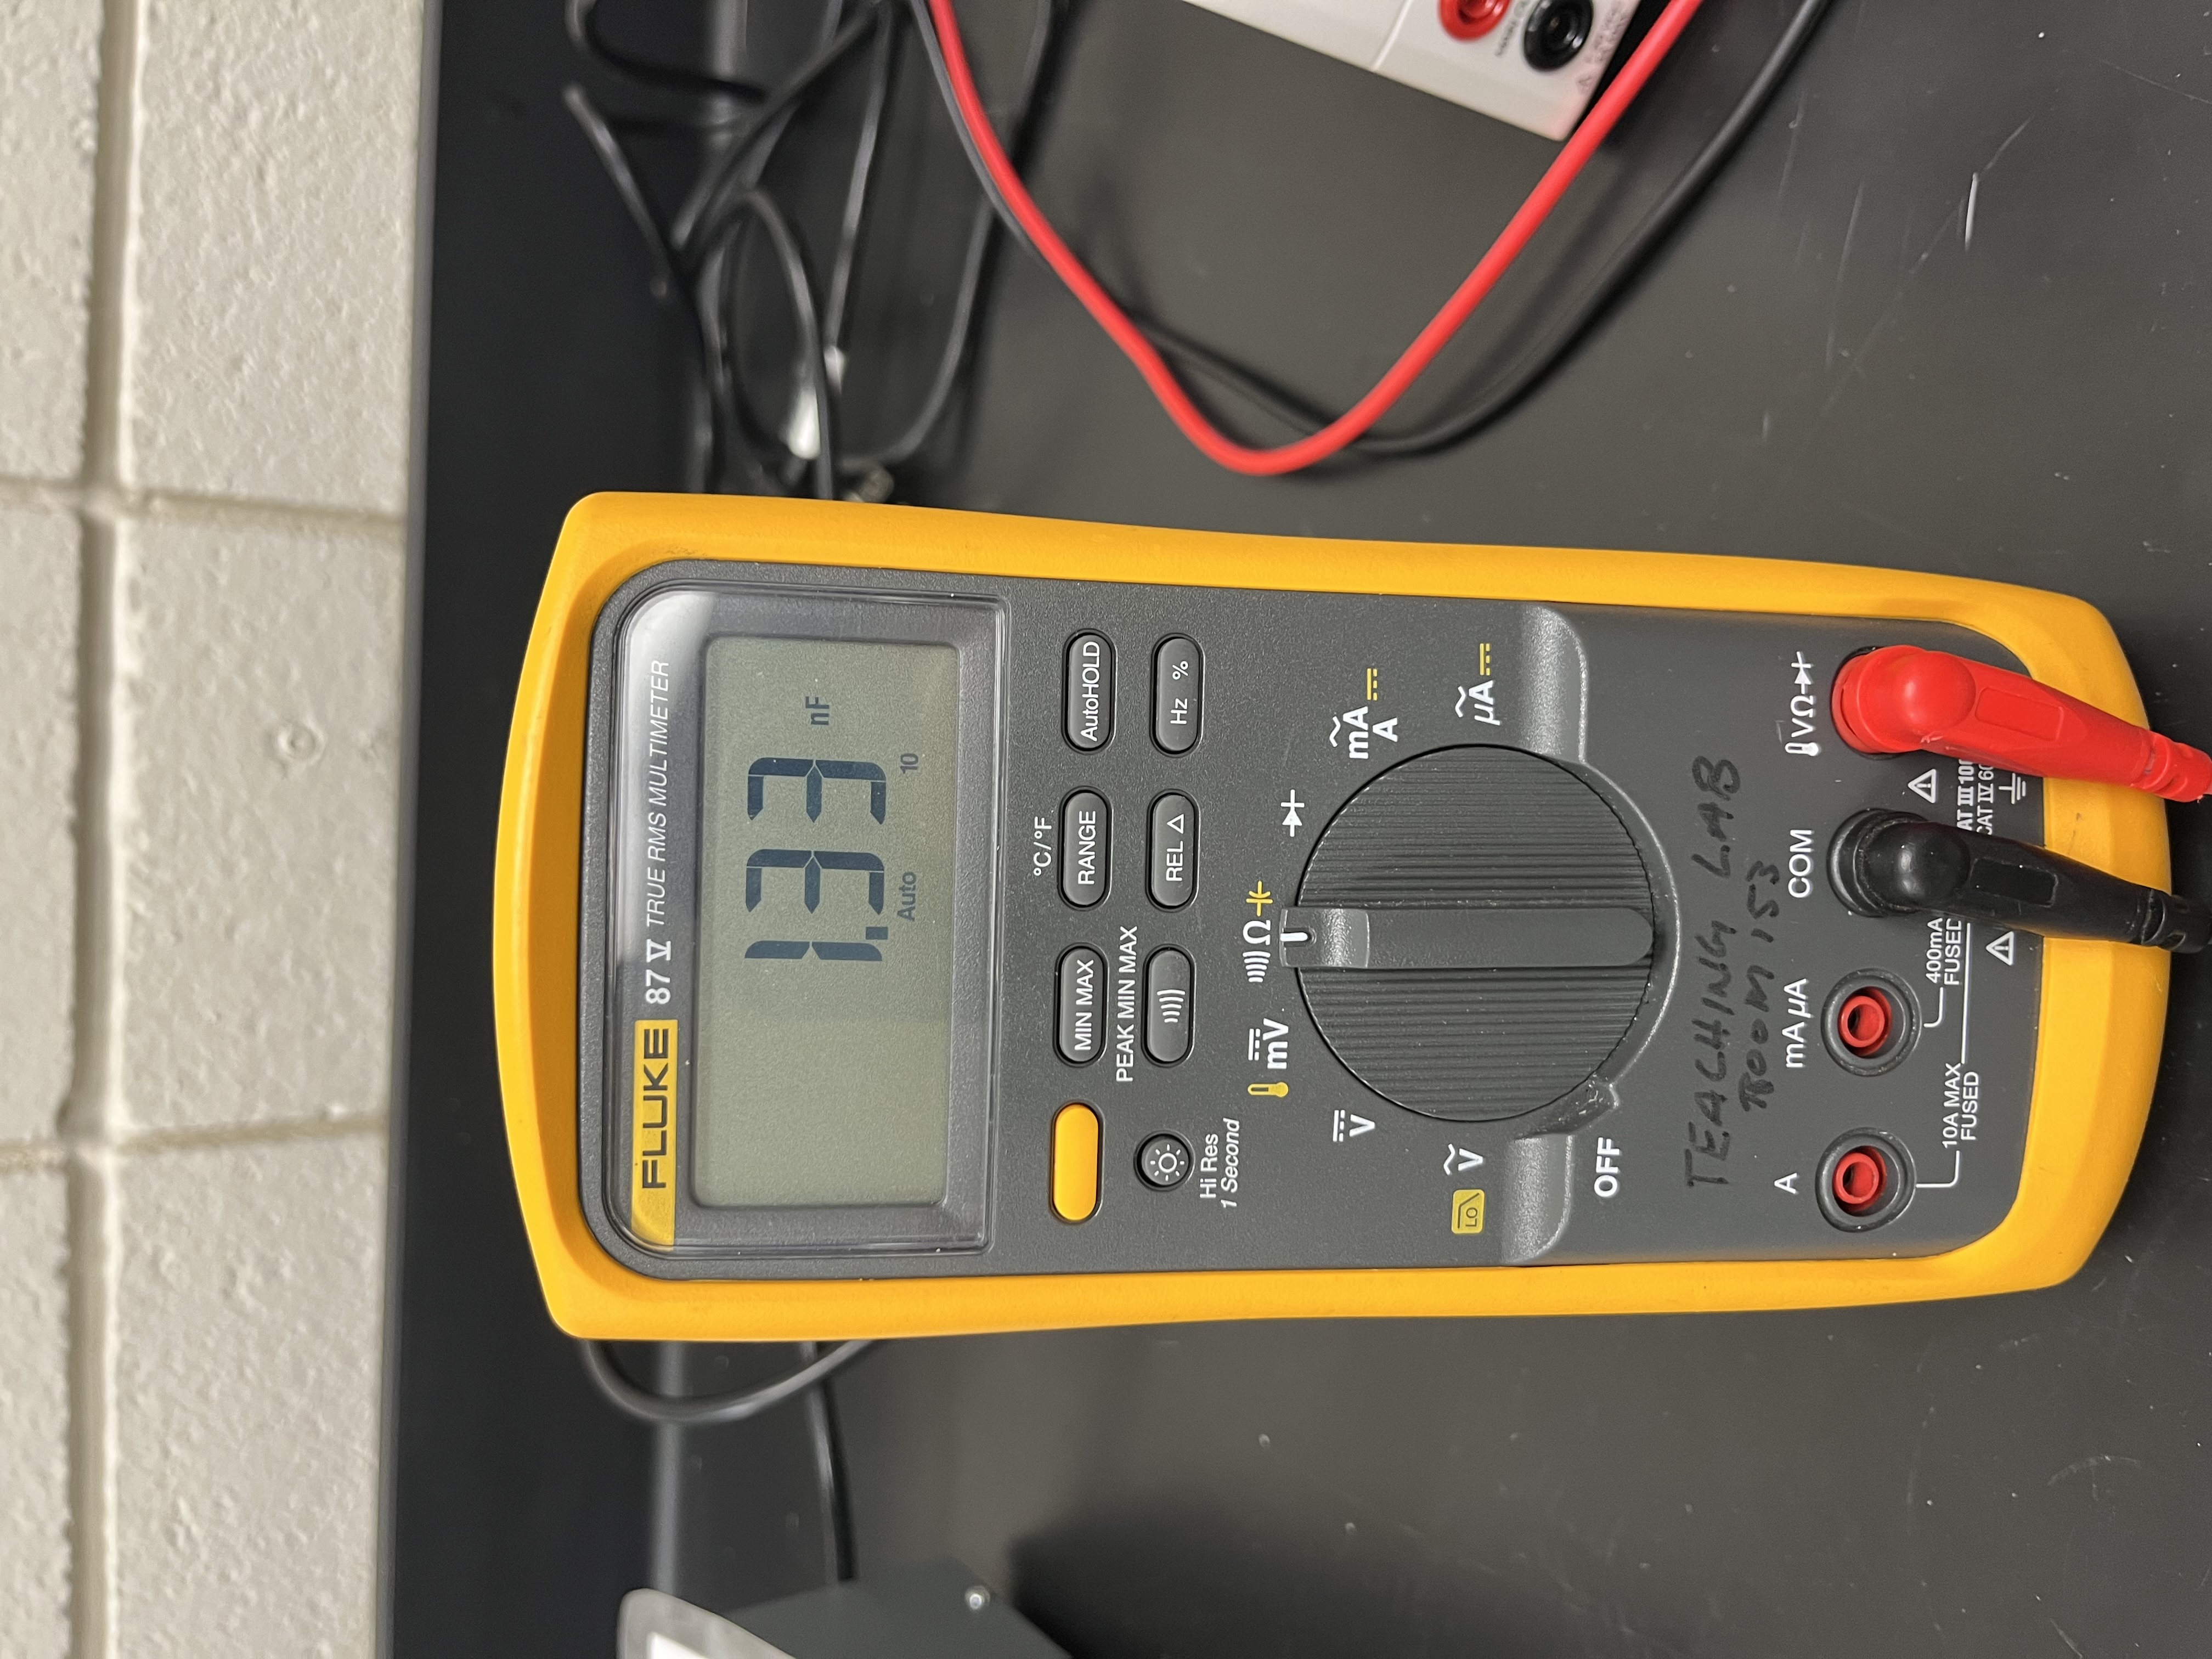 FLUKE 87 V TRUE RMS MULTIMETER
1.33 nF
Auto 10
°C/°F
MIN MAX RANGE AutoHOLD
PEAK MIN MAX
REL Δ Hz %
Hi Res
1 Second
mV Ω
V mA
A
LO V µA
OFF
TEACHING LAB
ROOM 153
A mA µA COM VΩ
400mA
FUSED
10A MAX
FUSED